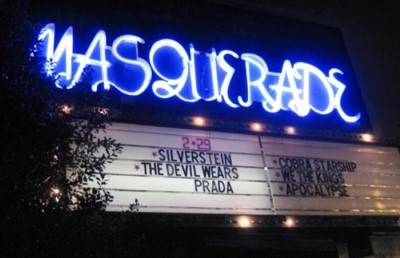 MASQUERADE
2-29
*SILVERSTEIN
*THE DEVIL WEARS
PRADA
*COBRA STARSHIP
*WE THE KINGS
*APOCALYPSE